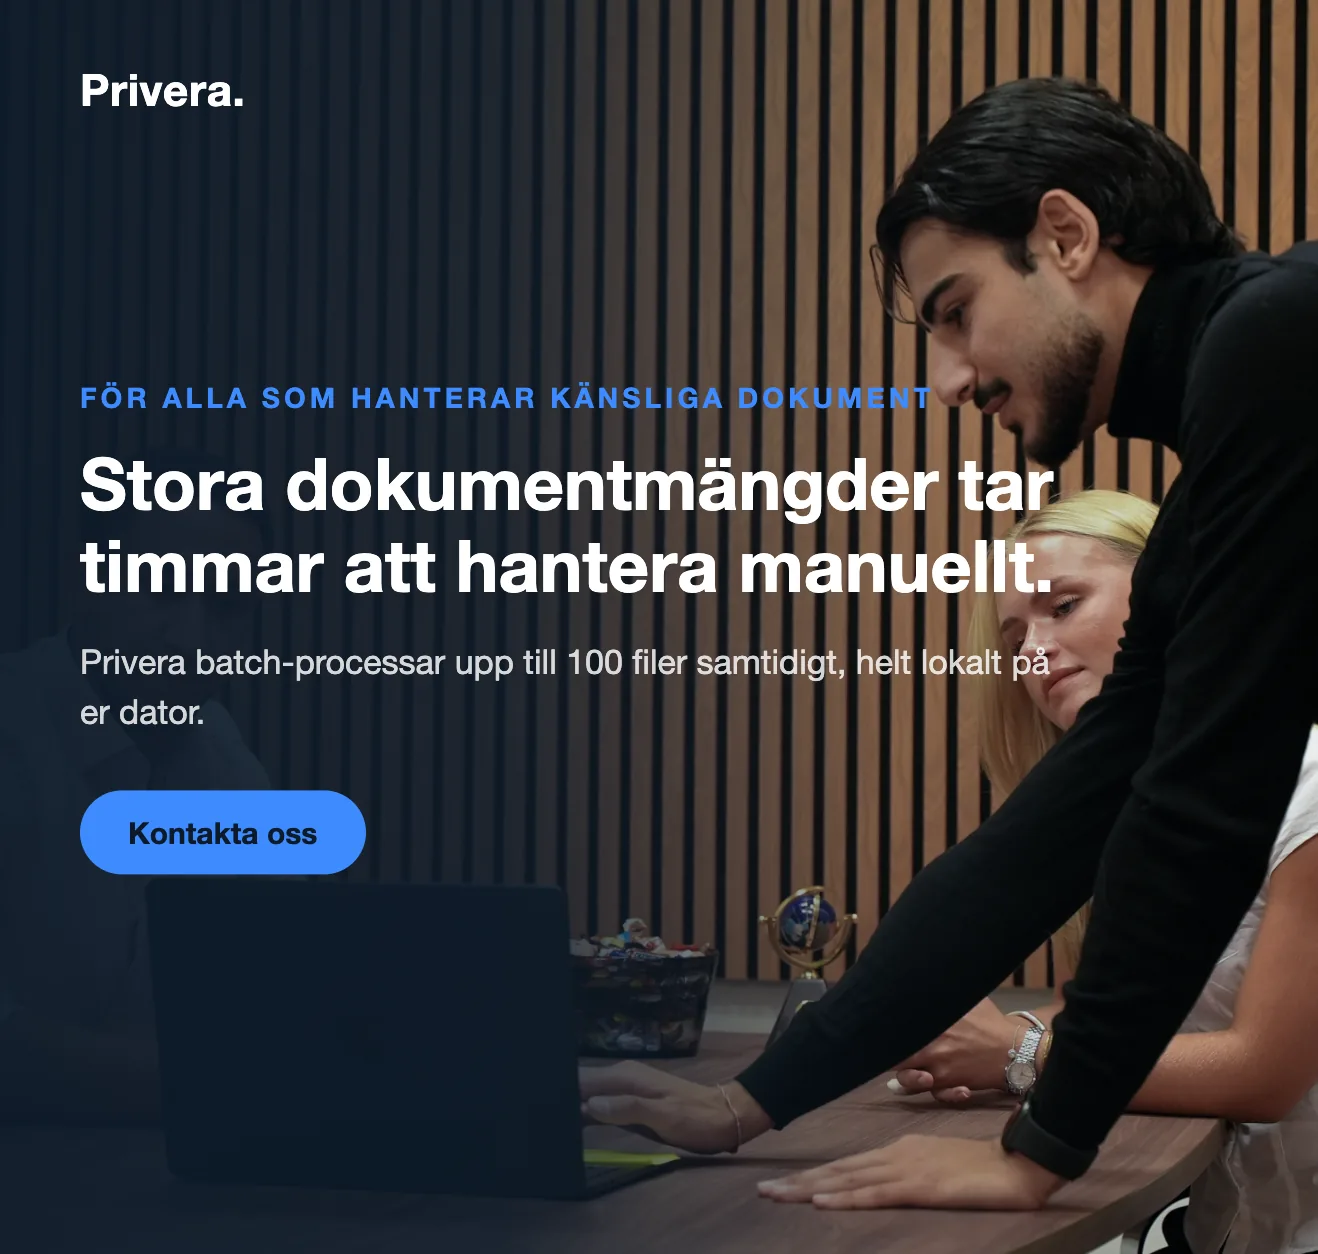 Privera.
FÖR ALLA SOM HANTERAR KÄNSLIGA DOKUMENT
Stora dokumentmängder tar
timmar att hantera manuellt.
Privera batch-processar upp till 100 filer samtidigt, helt lokalt på
er dator.
Kontakta oss